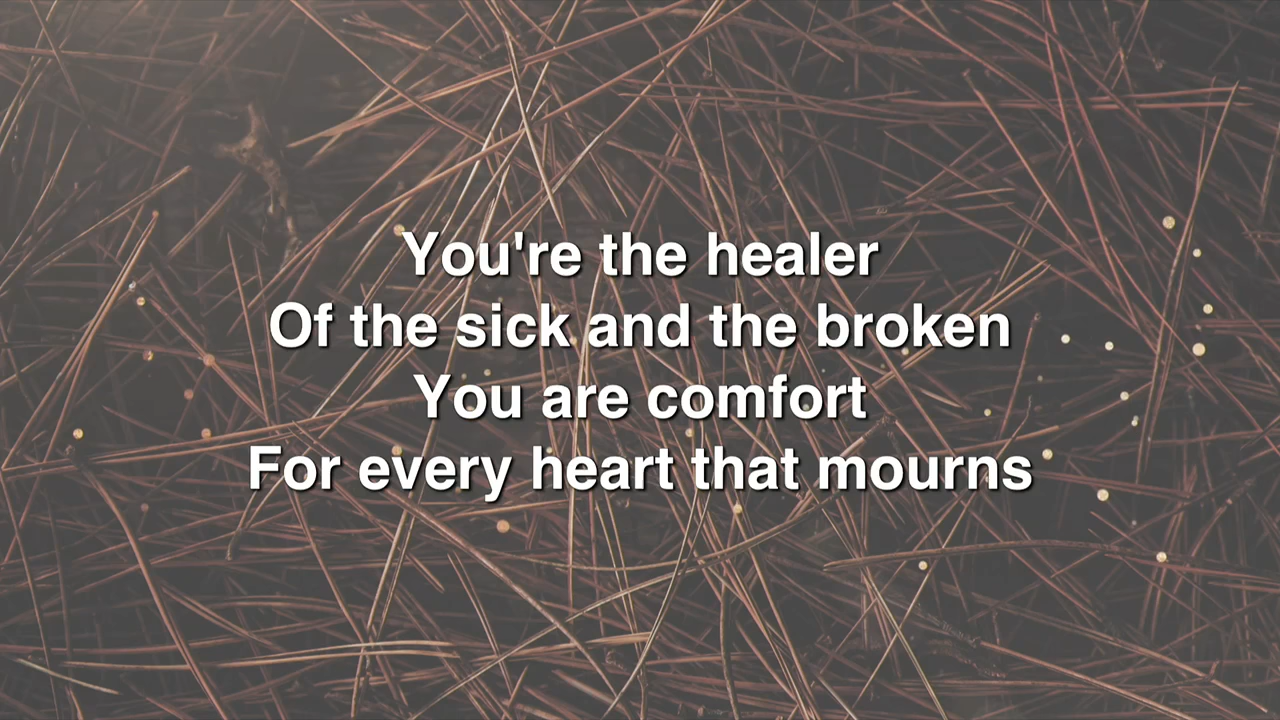 You're the healer
Of the sick and the broken
You are comfort
For every heart that mourns